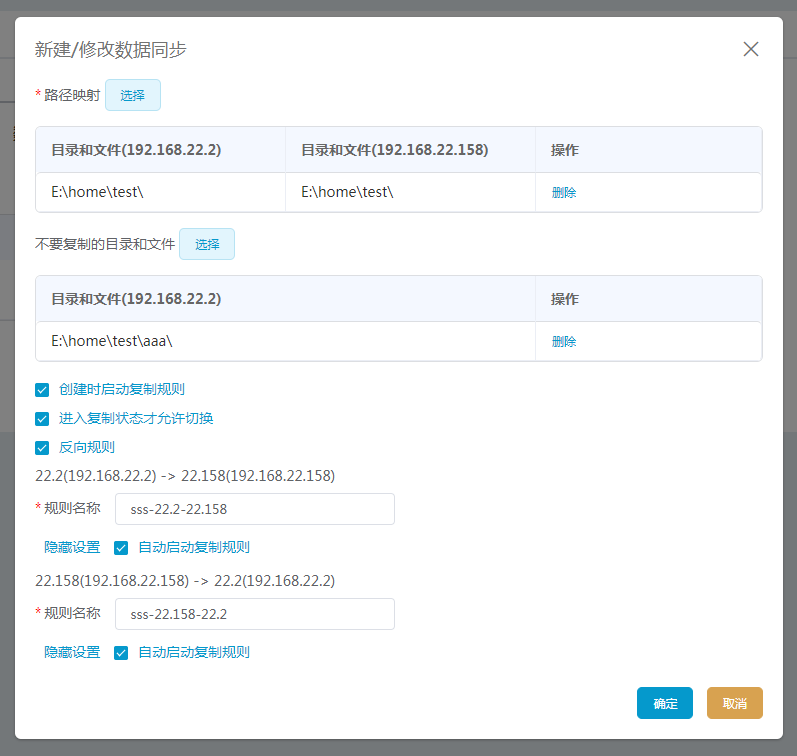 新建/修改数据同步
* 路径映射 选择
目录和文件(192.168.22.2) 目录和文件(192.168.22.158) 操作
E:\home\test\ E:\home\test\ 删除
不要复制的目录和文件 选择
目录和文件(192.168.22.2) 操作
E:\home\test\aaa\ 删除
创建时启动复制规则
进入复制状态才允许切换
反向规则
22.2(192.168.22.2) -> 22.158(192.168.22.158)
* 规则名称 sss-22.2-22.158
隐藏设置 自动启动复制规则
22.158(192.168.22.158) -> 22.2(192.168.22.2)
* 规则名称 sss-22.158-22.2
隐藏设置 自动启动复制规则
确定 取消